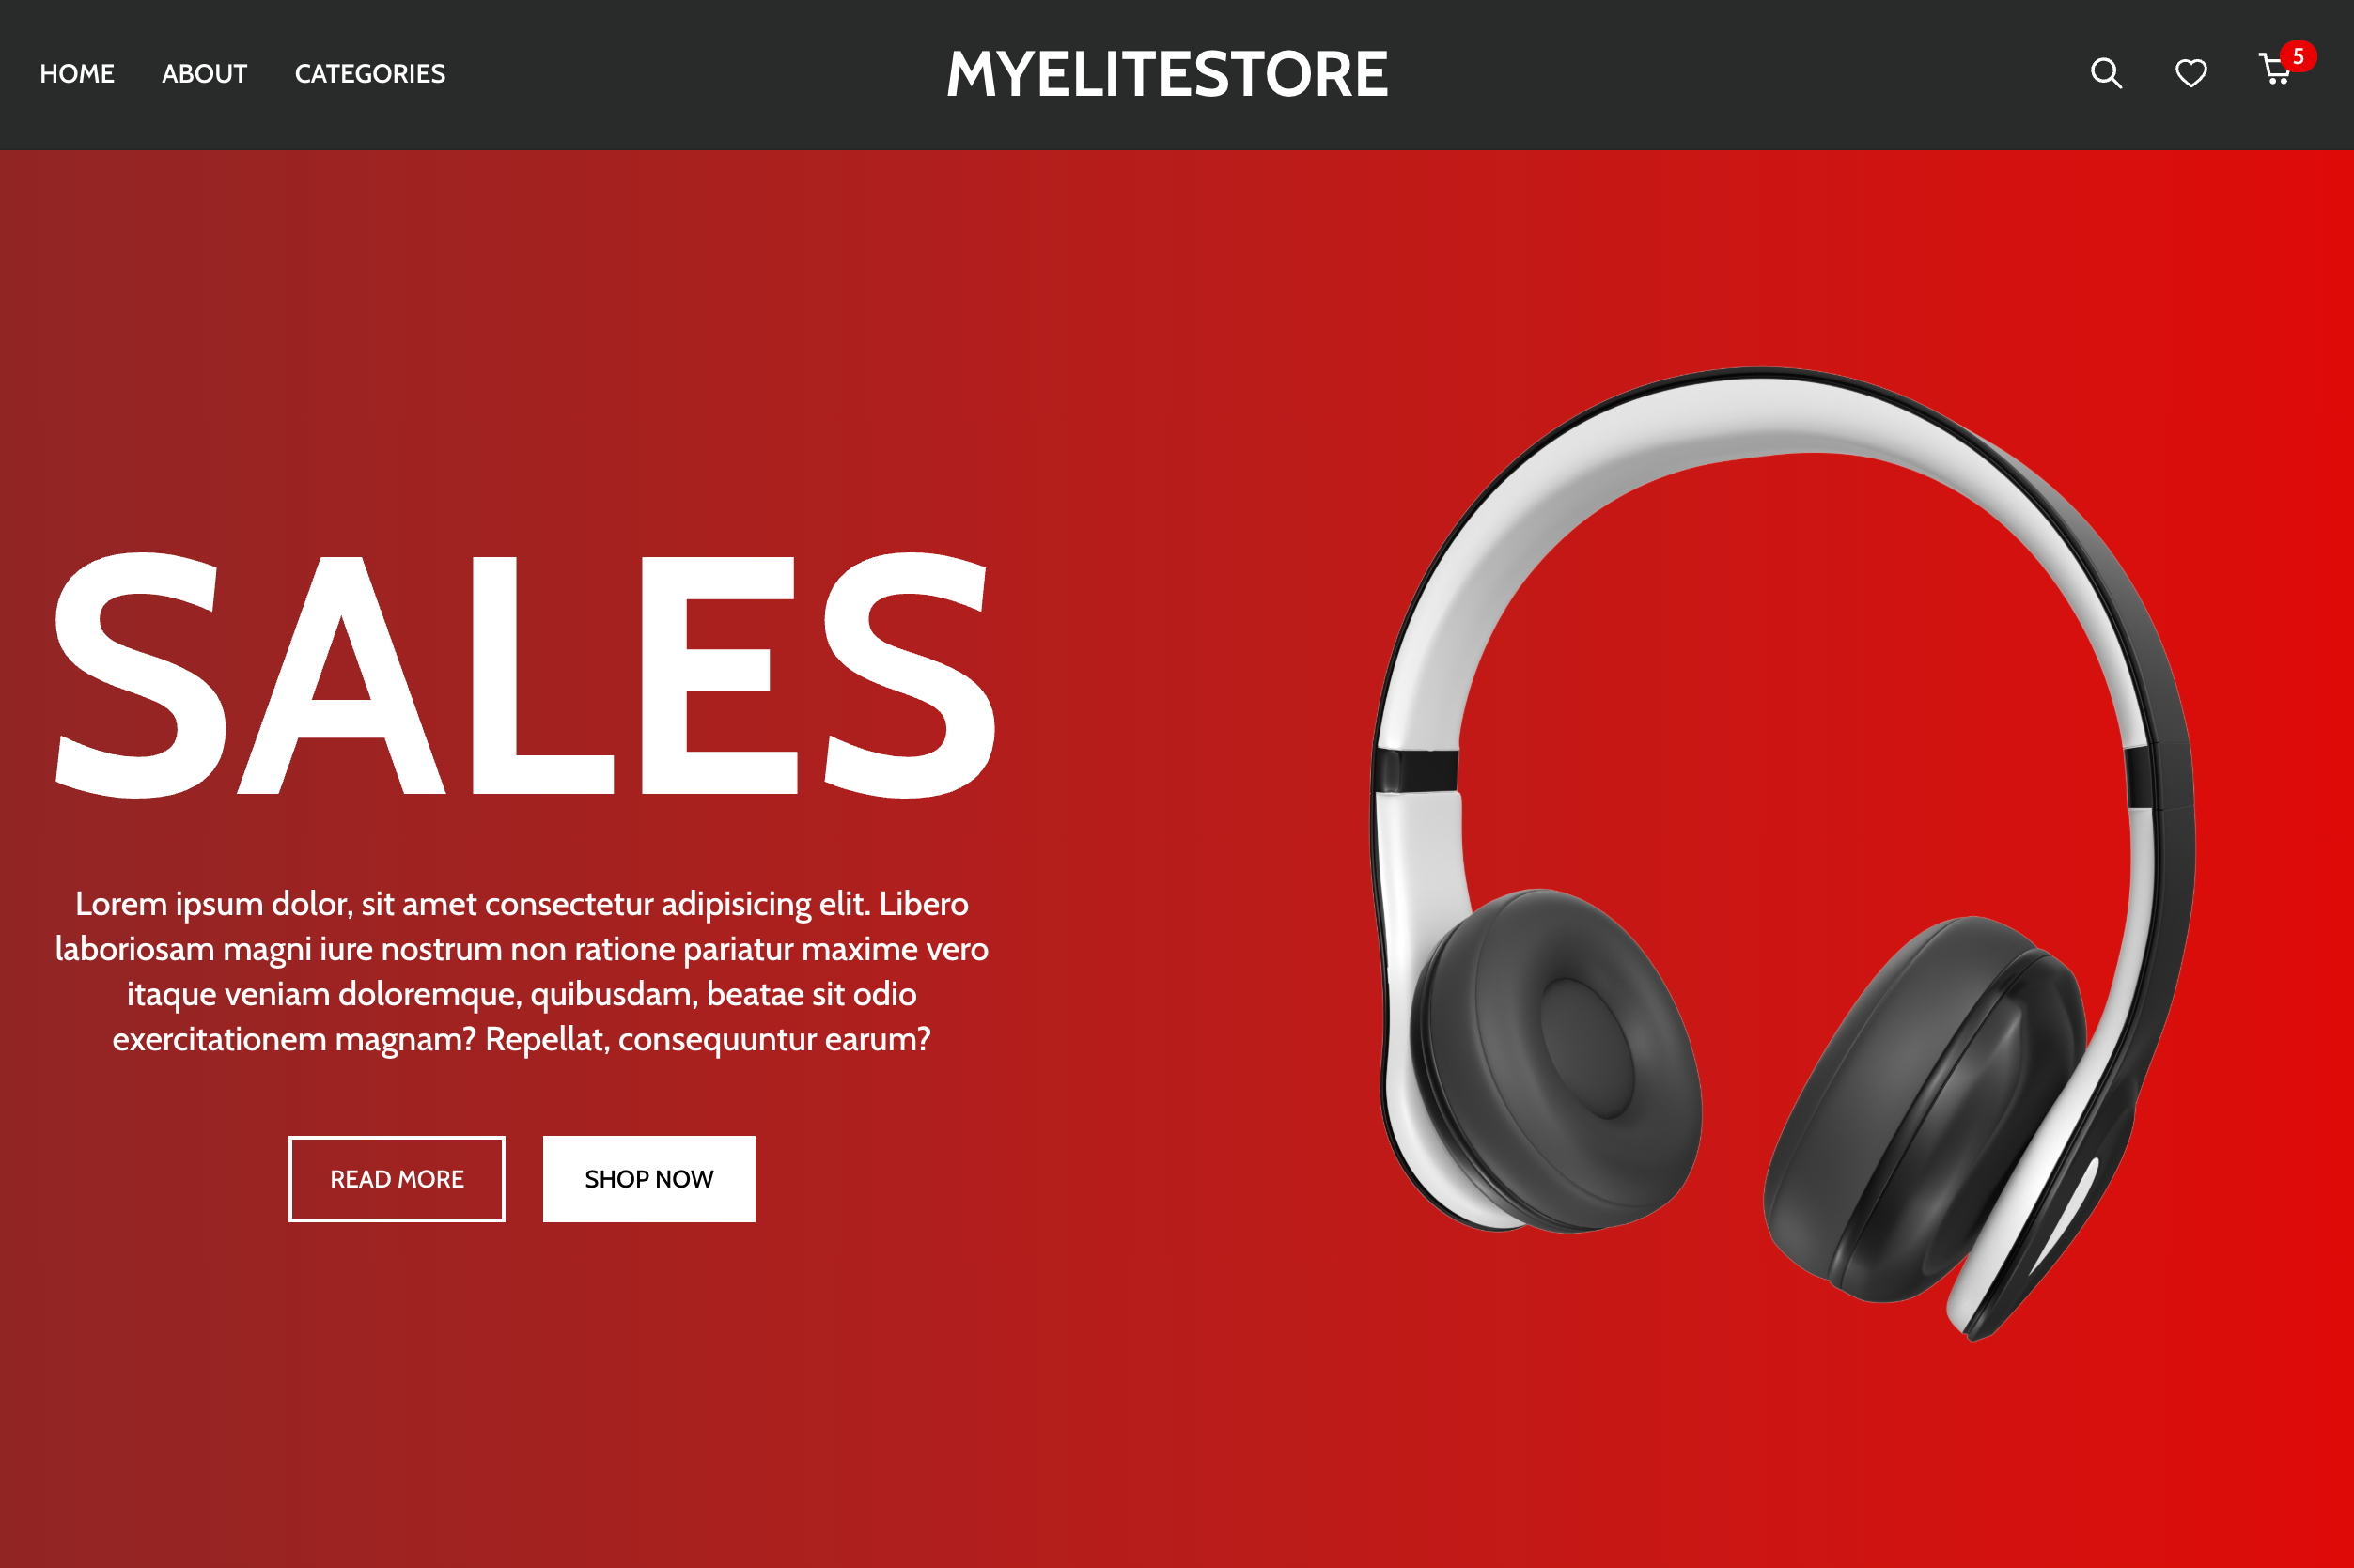 HOME ABOUT CATEGORIES MYELITESTORE 5
SALES
Lorem ipsum dolor, sit amet consectetur adipisicing elit. Libero
laboriosam magni iure nostrum non ratione pariatur maxime vero
itaque veniam doloremque, quibusdam, beatae sit odio
exercitationem magnam? Repellat, consequuntur earum?
READ MORE SHOP NOW